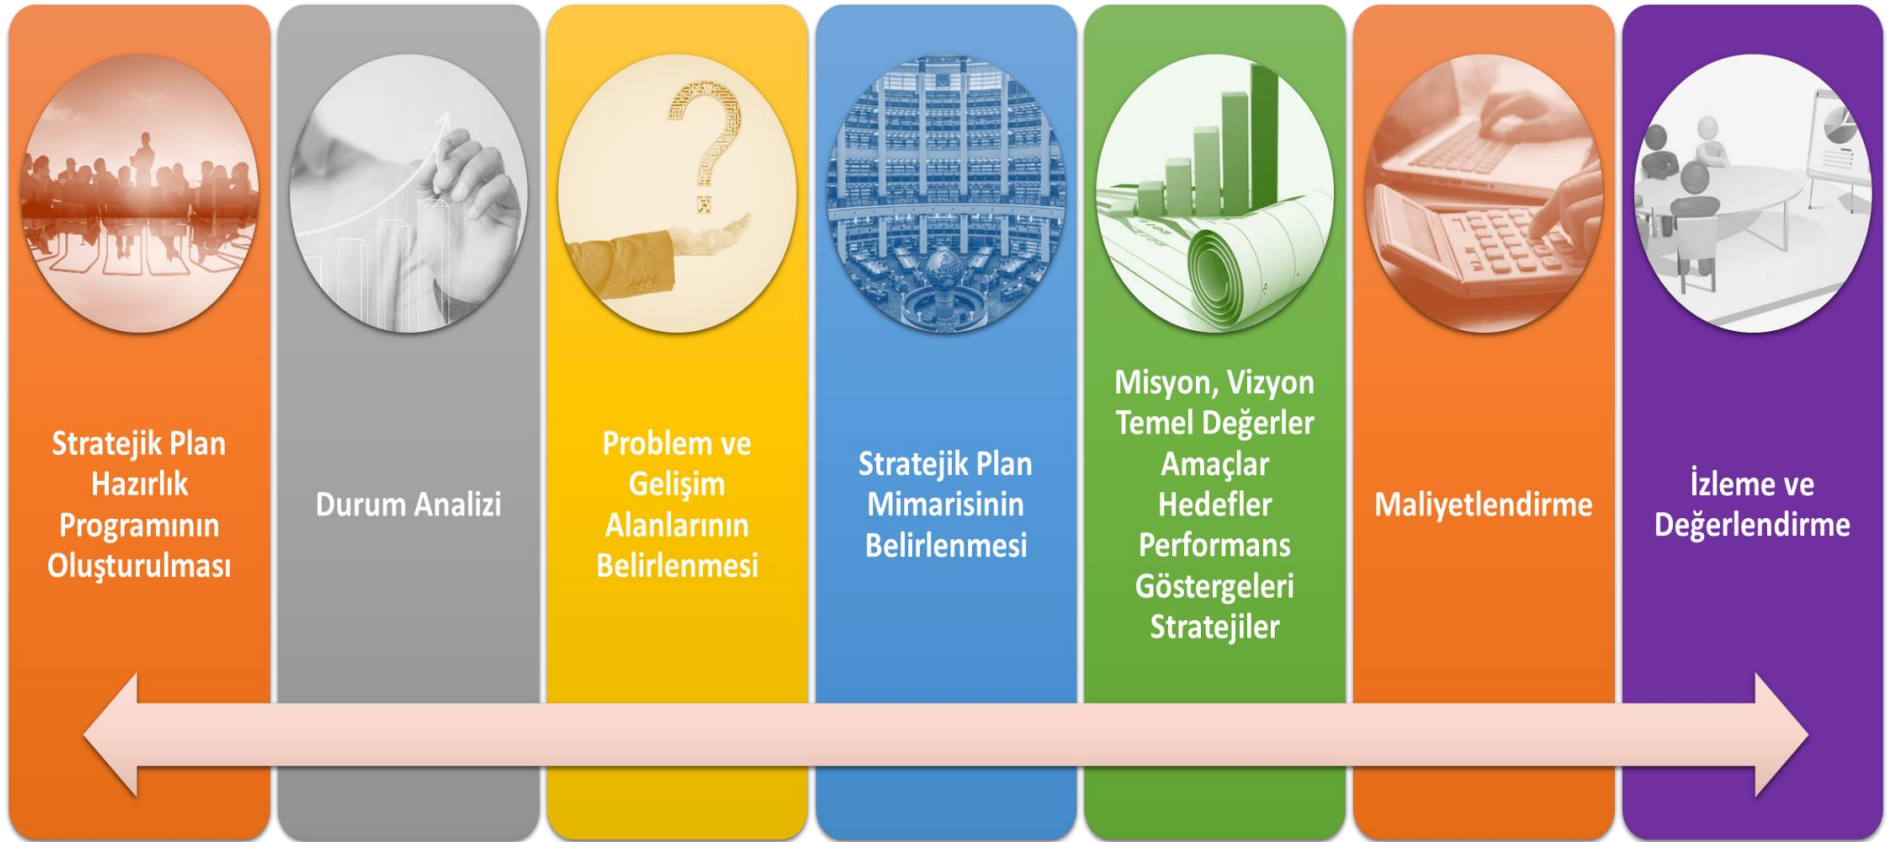 Stratejik Plan
Hazırlık
Programının
Oluşturulması
Durum Analizi
Problem ve
Gelişim
Alanlarının
Belirlenmesi
Stratejik Plan
Mimarisinin
Belirlenmesi
Misyon, Vizyon
Temel Değerler
Amaçlar
Hedefler
Performans
Göstergeleri
Stratejiler
Maliyetlendirme
İzleme ve
Değerlendirme